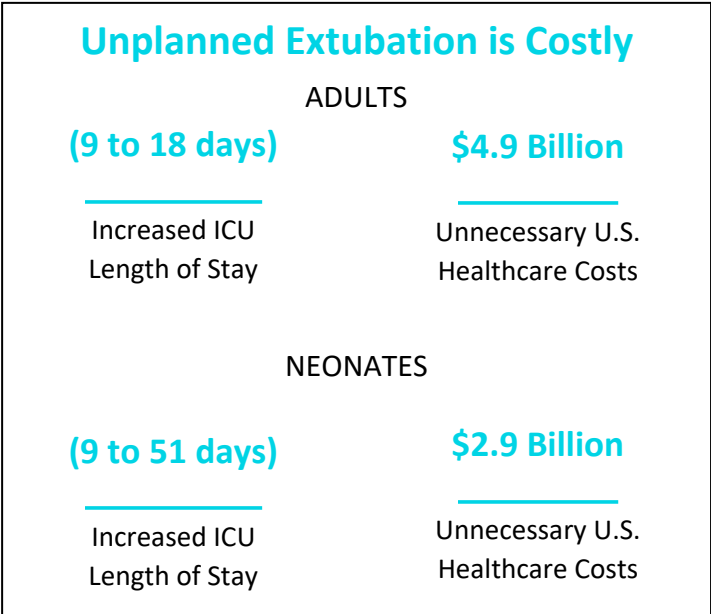 Unplanned Extubation is Costly
ADULTS
(9 to 18 days)
$4.9 Billion
Increased ICU
Length of Stay
Unnecessary U.S.
Healthcare Costs
NEONATES
(9 to 51 days)
$2.9 Billion
Increased ICU
Length of Stay
Unnecessary U.S.
Healthcare Costs